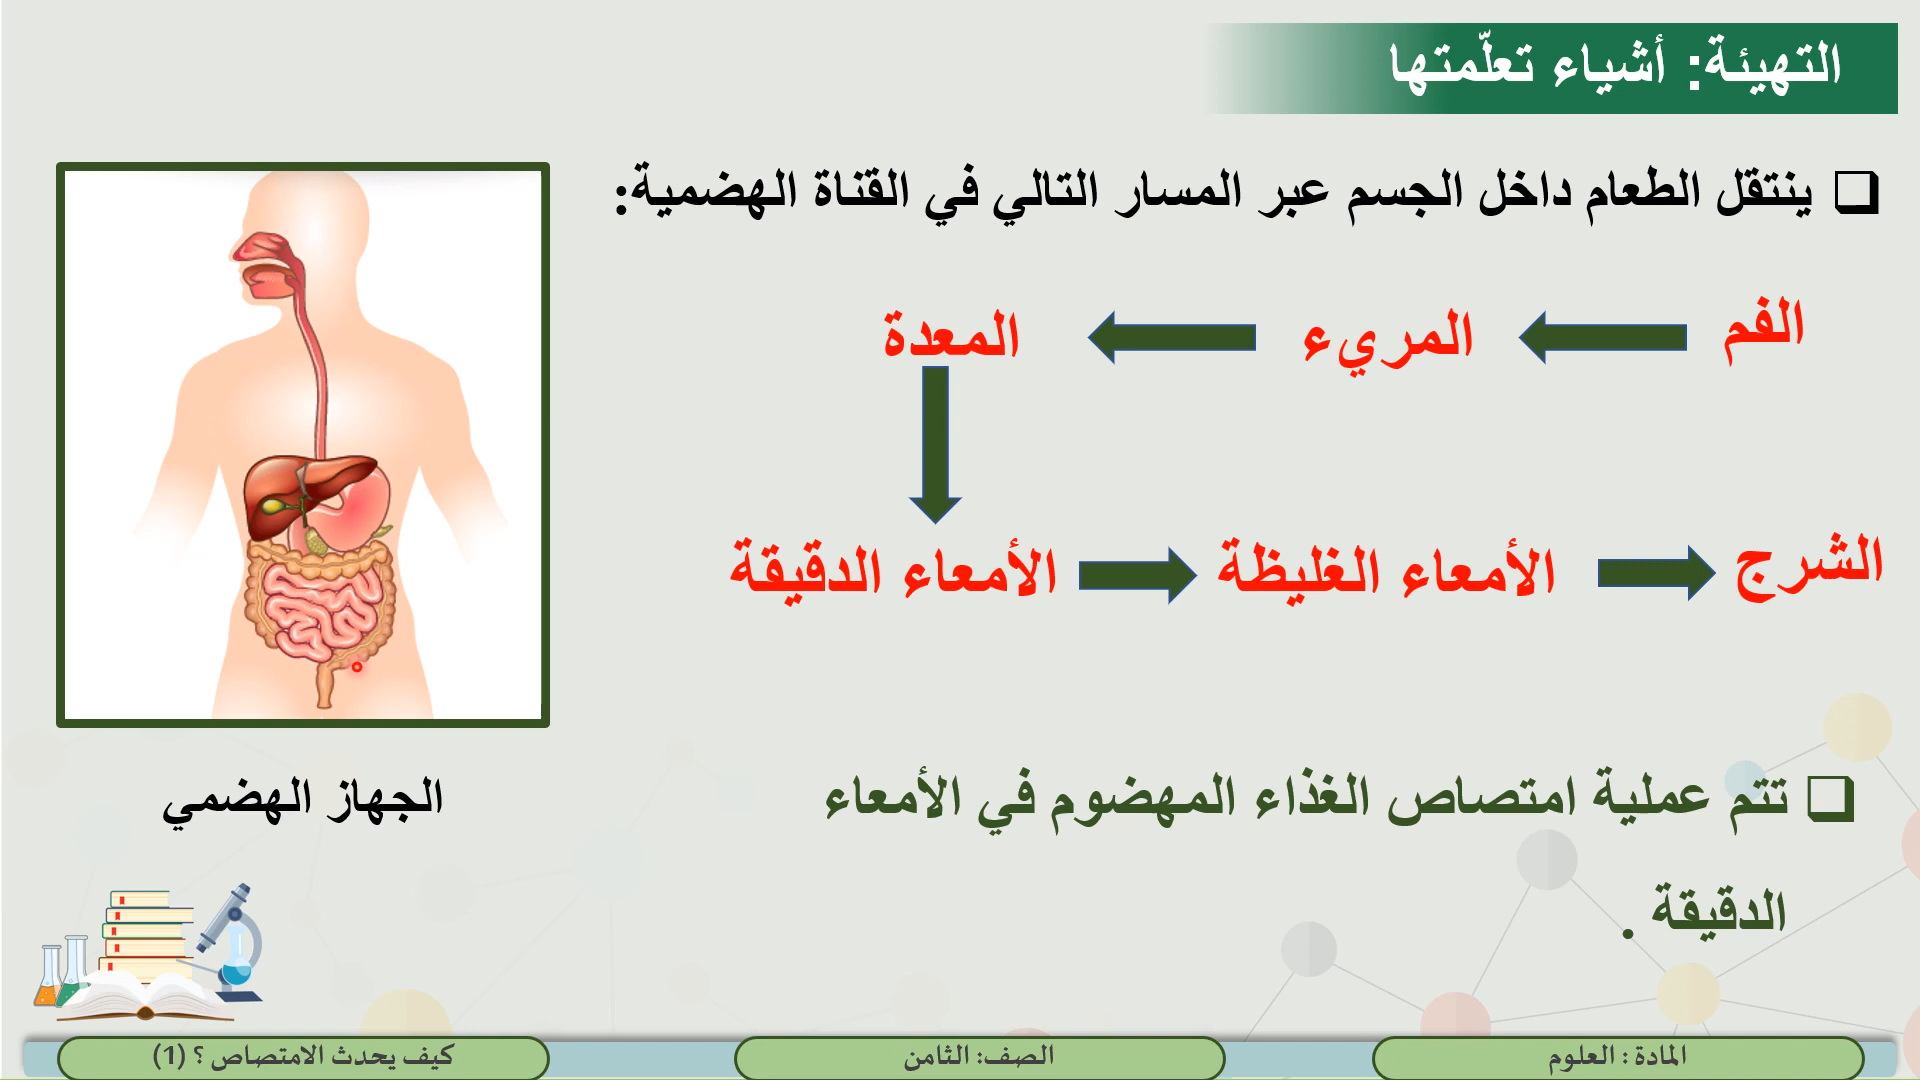 التهيئة: أشياء تعلّمتها
ينتقل الطعام داخل الجسم عبر المسار التالي في القناة الهضمية:
الفم
المريء
المعدة
الأمعاء الدقيقة
الأمعاء الغليظة
الشرج
تتم عملية امتصاص الغذاء المهضوم في الأمعاء
الدقيقة .
الجهاز الهضمي
المادة : العلوم
الصف: الثامن
كيف يحدث الامتصاص ؟ (1)